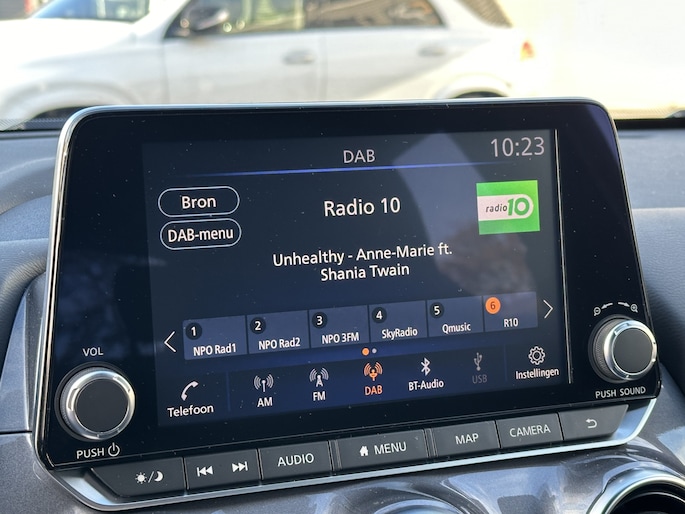 DAB
10:23
Bron
Radio 10
radio10
DAB-menu
Unhealthy - Anne-Marie ft.
Shania Twain
1
NPO Rad1
2
NPO Rad2
3
NPO 3FM
4
SkyRadio
5
Qmusic
6
R10
Telefoon
AM
FM
DAB
BT-Audio
USB
Instellingen
VOL
PUSH
PUSH SOUND
AUDIO
MENU
MAP
CAMERA